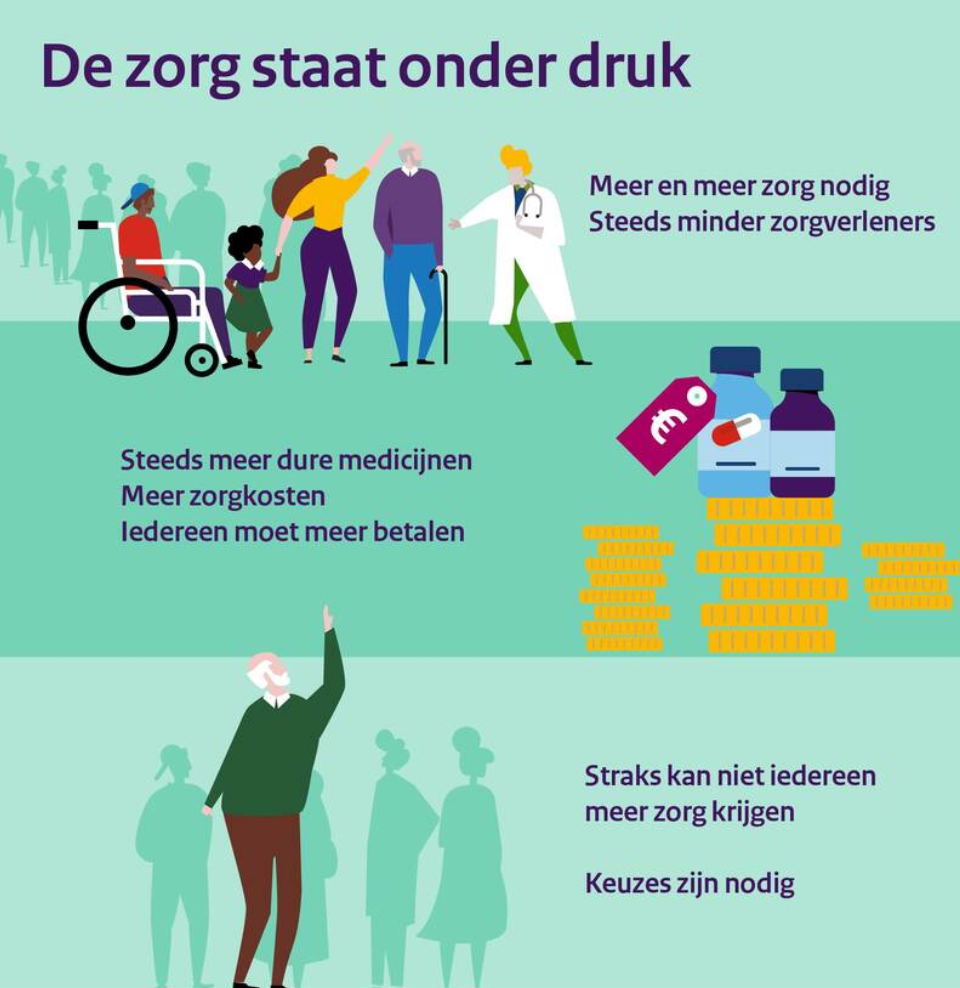 De zorg staat onder druk
Meer en meer zorg nodig
Steeds minder zorgverleners
€
Steeds meer dure medicijnen
Meer zorgkosten
Iedereen moet meer betalen
Straks kan niet iedereen
meer zorg krijgen
Keuzes zijn nodig